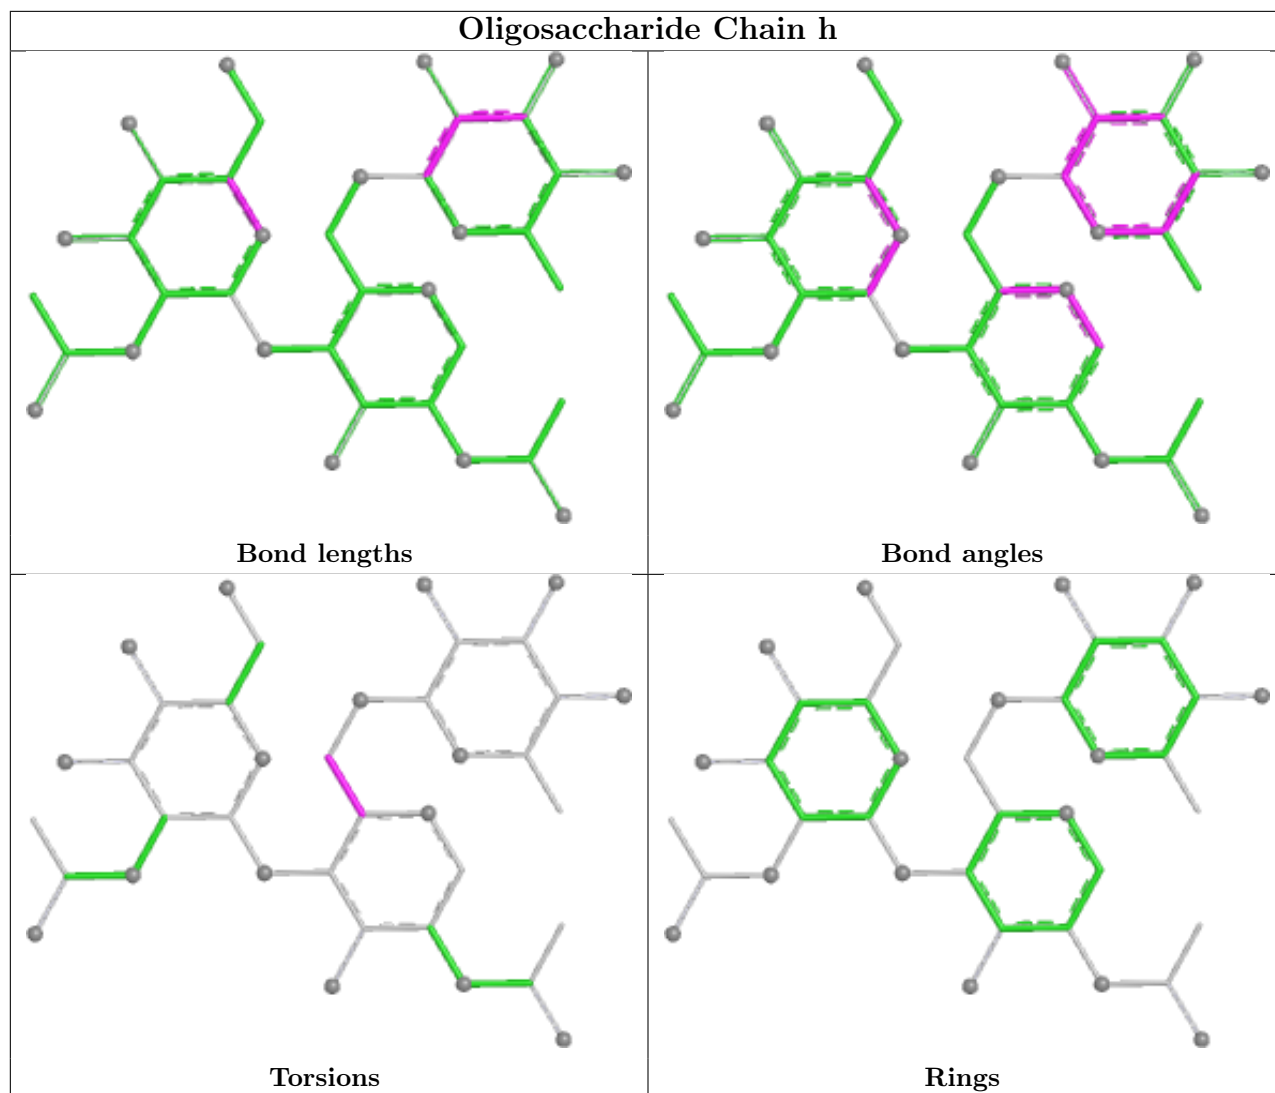 Oligosaccharide Chain h
Bond lengths
Bond angles
Torsions
Rings